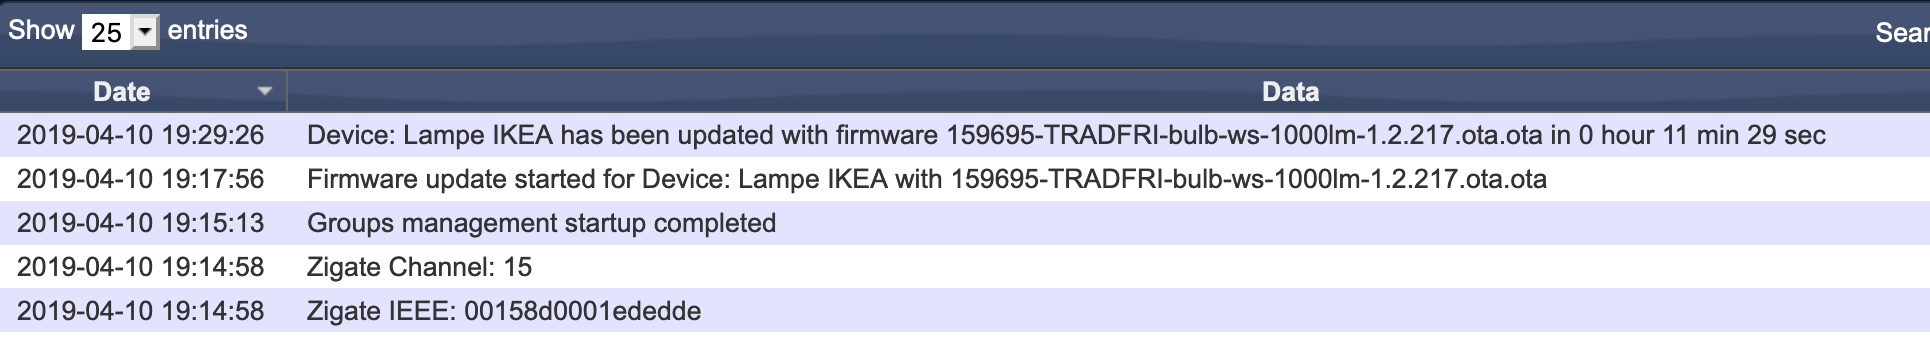 Show 25 entries
Sear
Date Data
2019-04-10 19:29:26 Device: Lampe IKEA has been updated with firmware 159695-TRADFRI-bulb-ws-1000lm-1.2.217.ota.ota in 0 hour 11 min 29 sec
2019-04-10 19:17:56 Firmware update started for Device: Lampe IKEA with 159695-TRADFRI-bulb-ws-1000lm-1.2.217.ota.ota
2019-04-10 19:15:13 Groups management startup completed
2019-04-10 19:14:58 Zigate Channel: 15
2019-04-10 19:14:58 Zigate IEEE: 00158d0001ededde